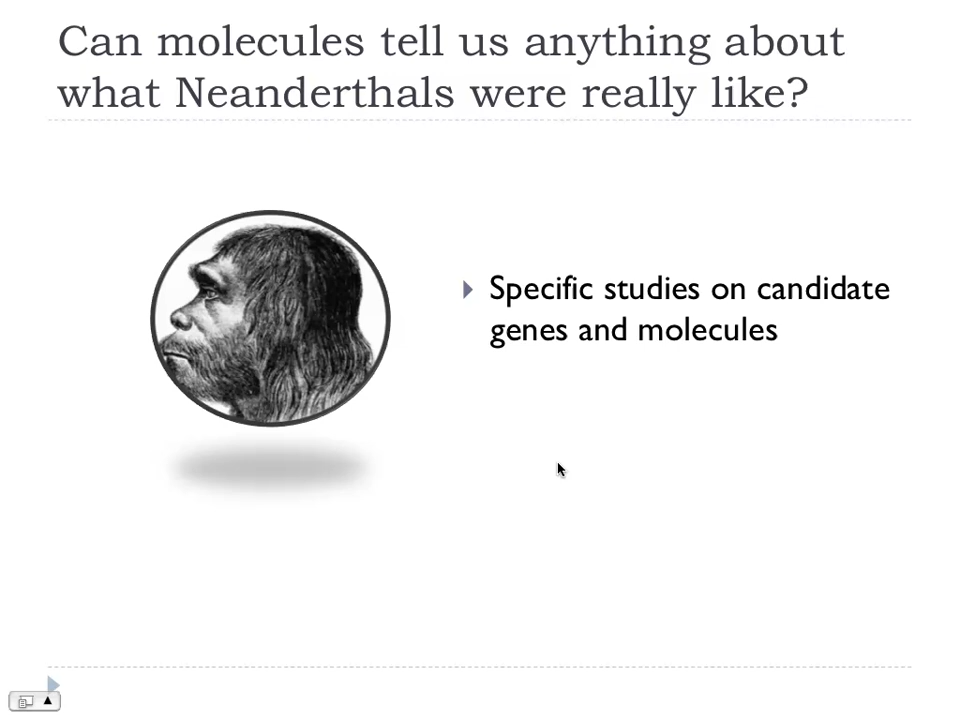 Can molecules tell us anything about
what Neanderthals were really like?
Specific studies on candidate
genes and molecules